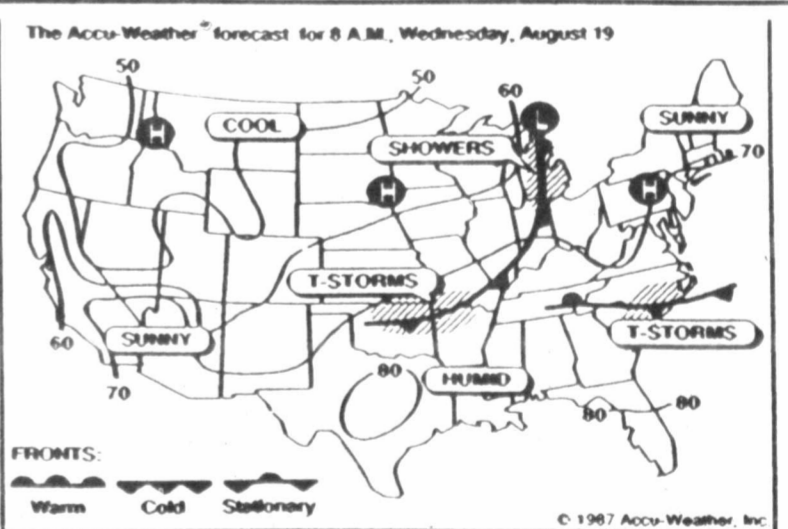 The Accu-Weather® forecast for 8 A.M., Wednesday, August 19
50
50
60
COOL
SUNNY
L
H
SHOWERS
70
H
H
T-STORMS
SUNNY
T-STORMS
60
80
HUMID
70
80
80
FRONTS:
Warm
Cold
Stationary
© 1987 Accu-Weather, Inc.